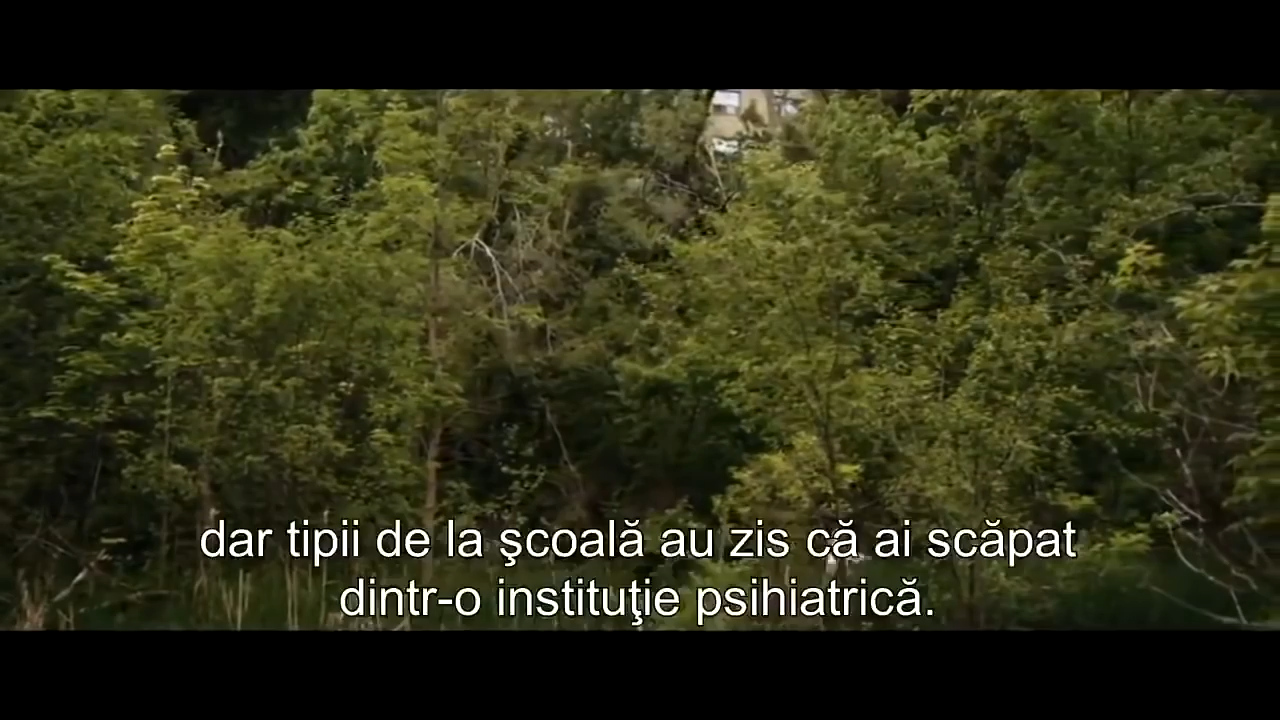 dar tipii de la şcoală au zis că ai scăpat
dintr-o instituţie psihiatrică.